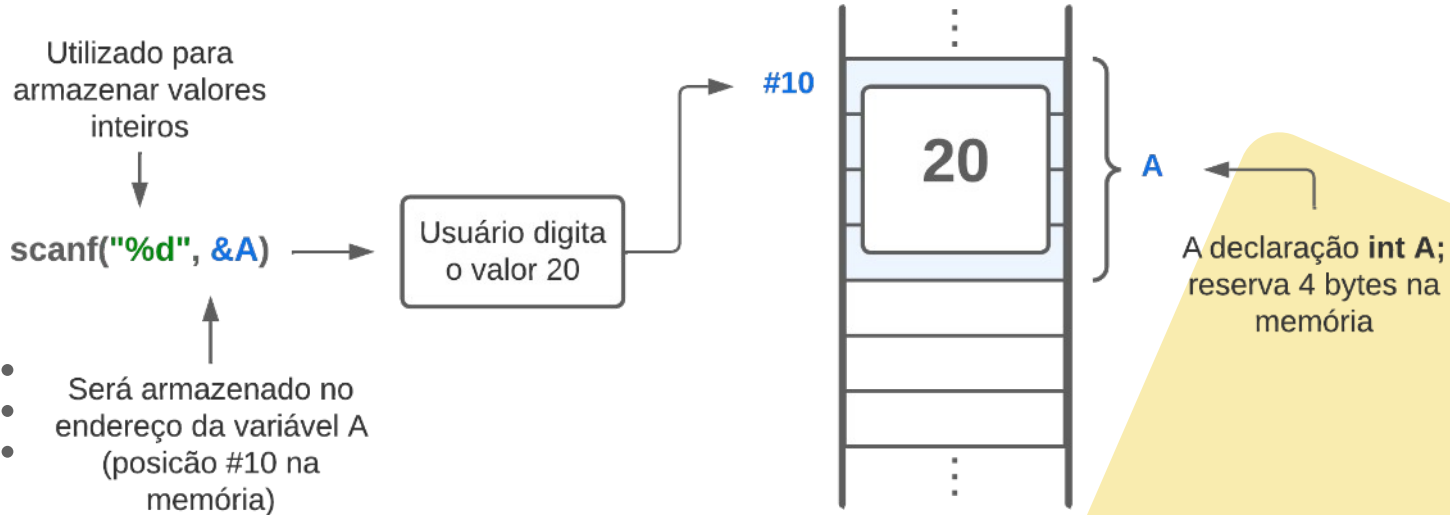 Utilizado para
armazenar valores
inteiros
scanf("%d", &A)
Será armazenado no
endereço da variável A
(posicão #10 na
memória)
Usuário digita
o valor 20
#10
20
A
A declaração int A;
reserva 4 bytes na
memória